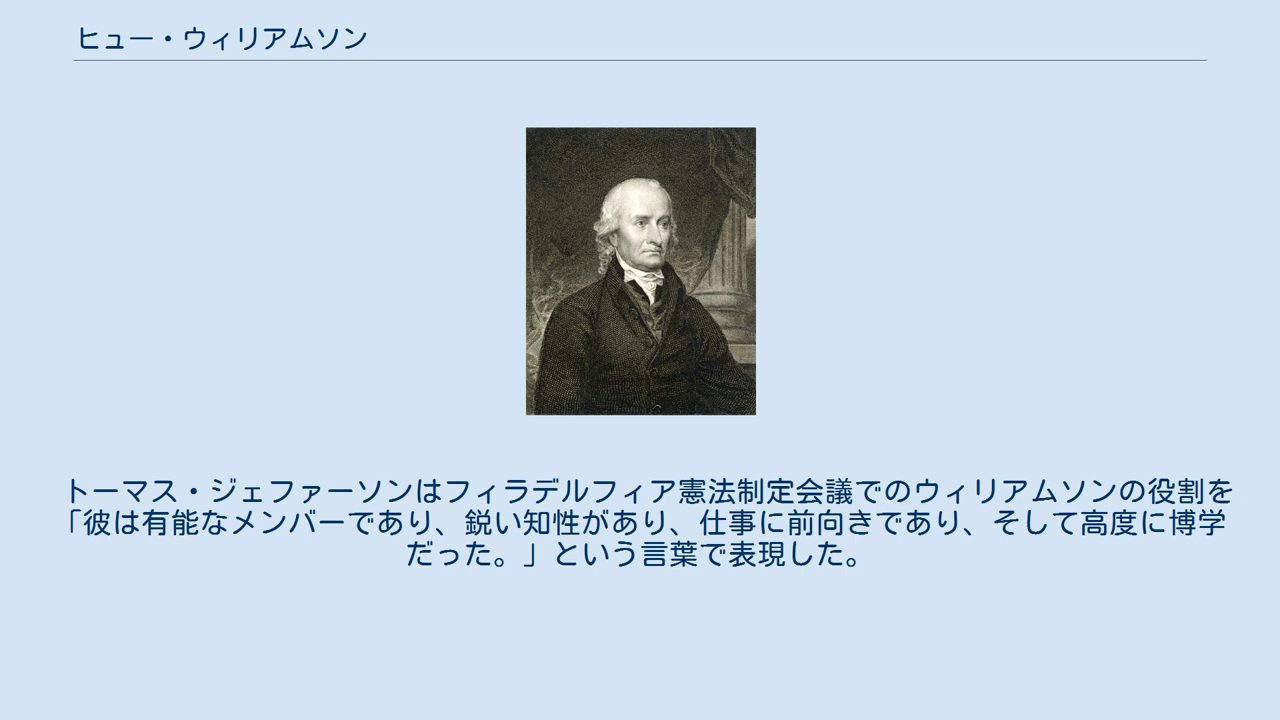 ヒュー・ウィリアムソン
トーマス・ジェファーソンはフィラデルフィア憲法制定会議でのウィリアムソンの役割を
「彼は有能なメンバーであり、鋭い知性があり、仕事に前向きであり、そして高度に博学
だった。」という言葉で表現した。